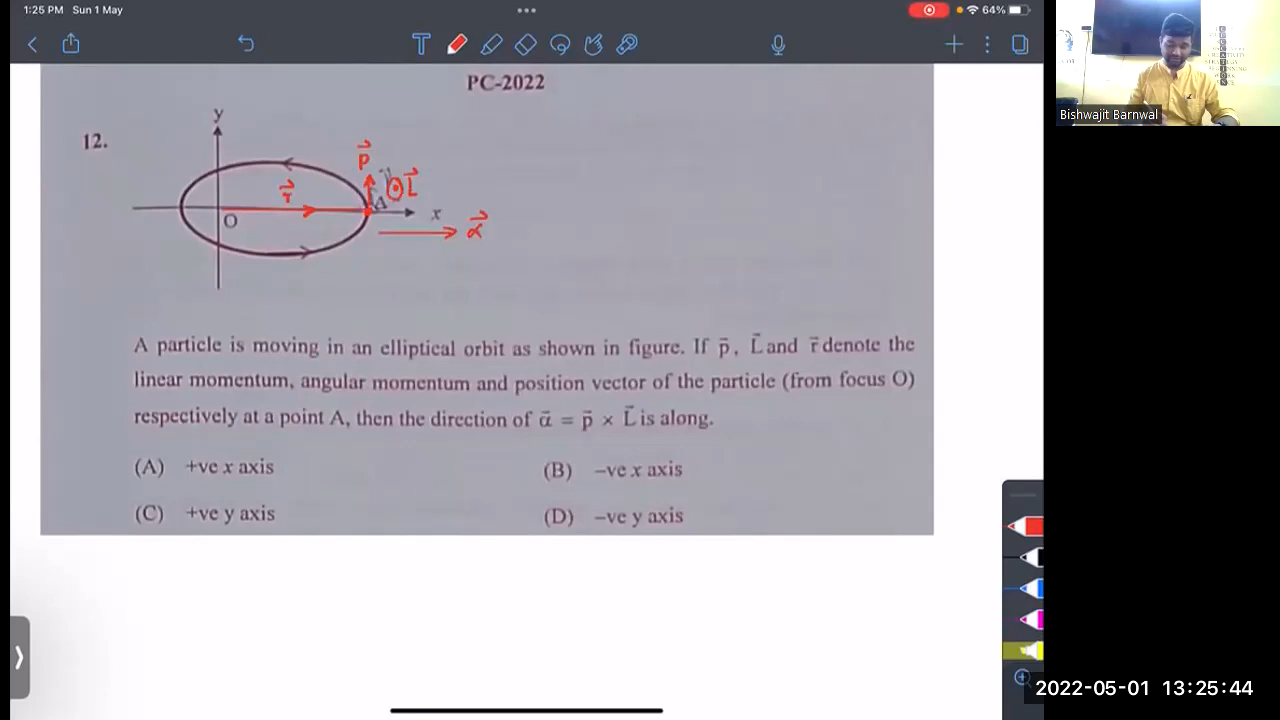 1:25 PM Sun 1 May
64%
PC-2022
12.
y
p⃗
L⃗
r⃗
A
x
O
α⃗
A particle is moving in an elliptical orbit as shown in figure. If p̄, L⃗ and r⃗ denote the
linear momentum, angular momentum and position vector of the particle (from focus O)
respectively at a point A, then the direction of ᾱ = p̄ × L⃗ is along.
(A) +ve x axis
(B) –ve x axis
(C) +ve y axis
(D) –ve y axis
Bishwajit Barnwal
2022-05-01 13:25:44